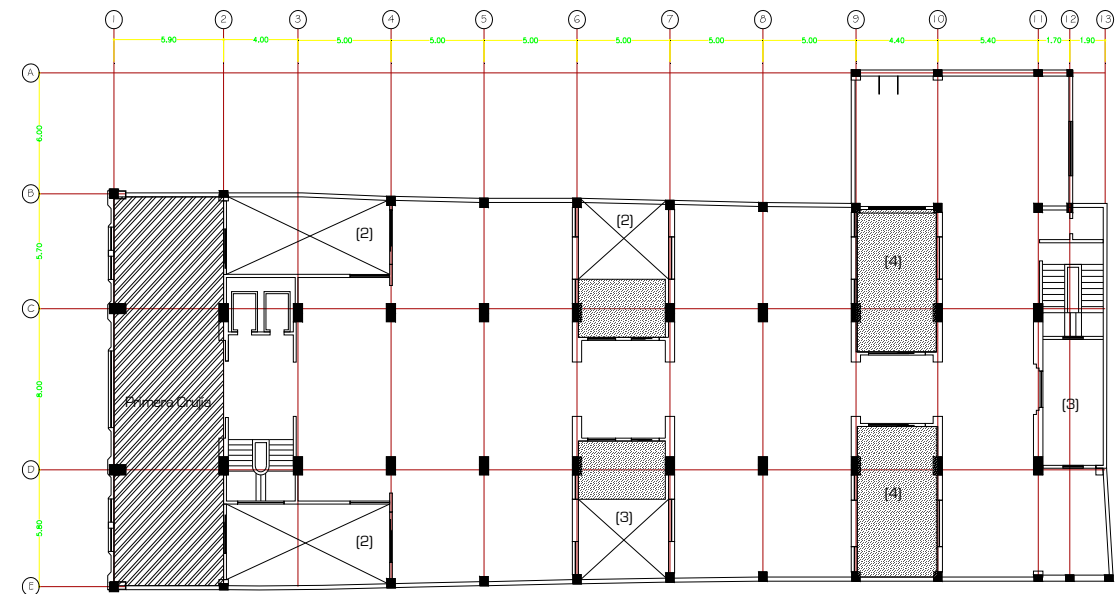 1 2 3 4 5 6 7 8 9 10 11 12 13
5.90 4.00 5.00 5.00 5.00 5.00 5.00 5.00 4.40 5.40 1.70 1.90
A
6.00
B
(2) (2)
5.70
(4)
C
8.00
Primera Crujia
(3)
D
(4)
(3)
5.80
(2)
E